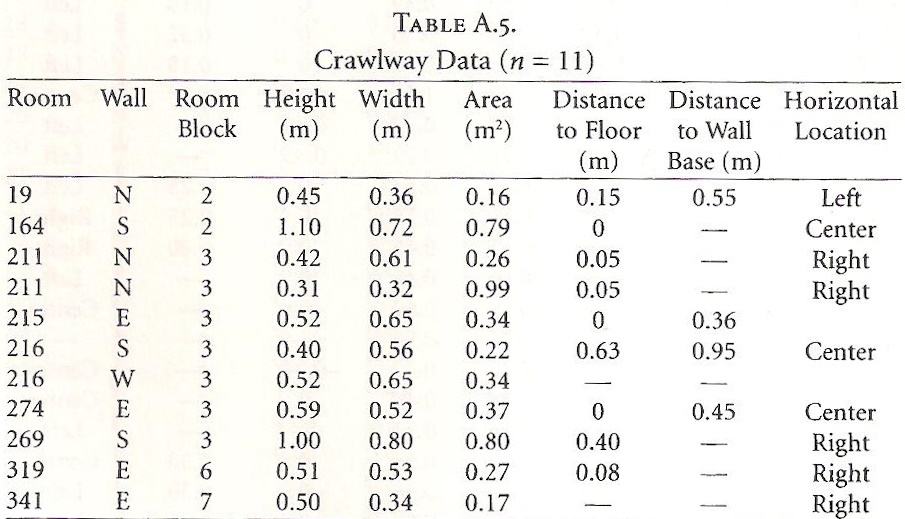 TABLE A.5.
Crawlway Data (n = 11)
Room Wall Room Block Height (m) Width (m) Area (m²) Distance to Floor (m) Distance to Wall Base (m) Horizontal Location
19 N 2 0.45 0.36 0.16 0.15 0.55 Left
164 S 2 1.10 0.72 0.79 0 — Center
211 N 3 0.42 0.61 0.26 0.05 — Right
211 N 3 0.31 0.32 0.99 0.05 — Right
215 E 3 0.52 0.65 0.34 0 0.36
216 S 3 0.40 0.56 0.22 0.63 0.95 Center
216 W 3 0.52 0.65 0.34 — —
274 E 3 0.59 0.52 0.37 0 0.45 Center
269 S 3 1.00 0.80 0.80 0.40 — Right
319 E 6 0.51 0.53 0.27 0.08 — Right
341 E 7 0.50 0.34 0.17 — — Right